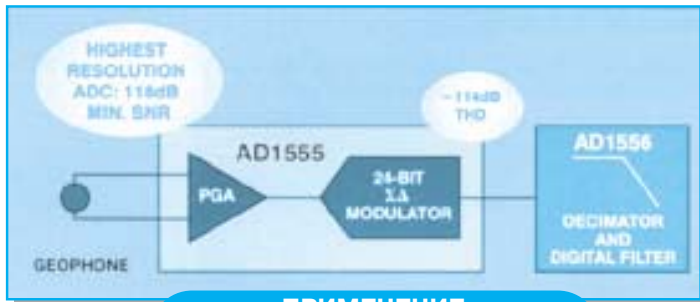 HIGHEST
RESOLUTION
ADC: 116dB
MIN. SNR
–114dB
THD
AD1555
PGA
24-BIT
ΣΔ
MODULATOR
AD1556
DECIMATOR
AND
DIGITAL FILTER
GEOPHONE
ПРИМЕНЕНИЕ